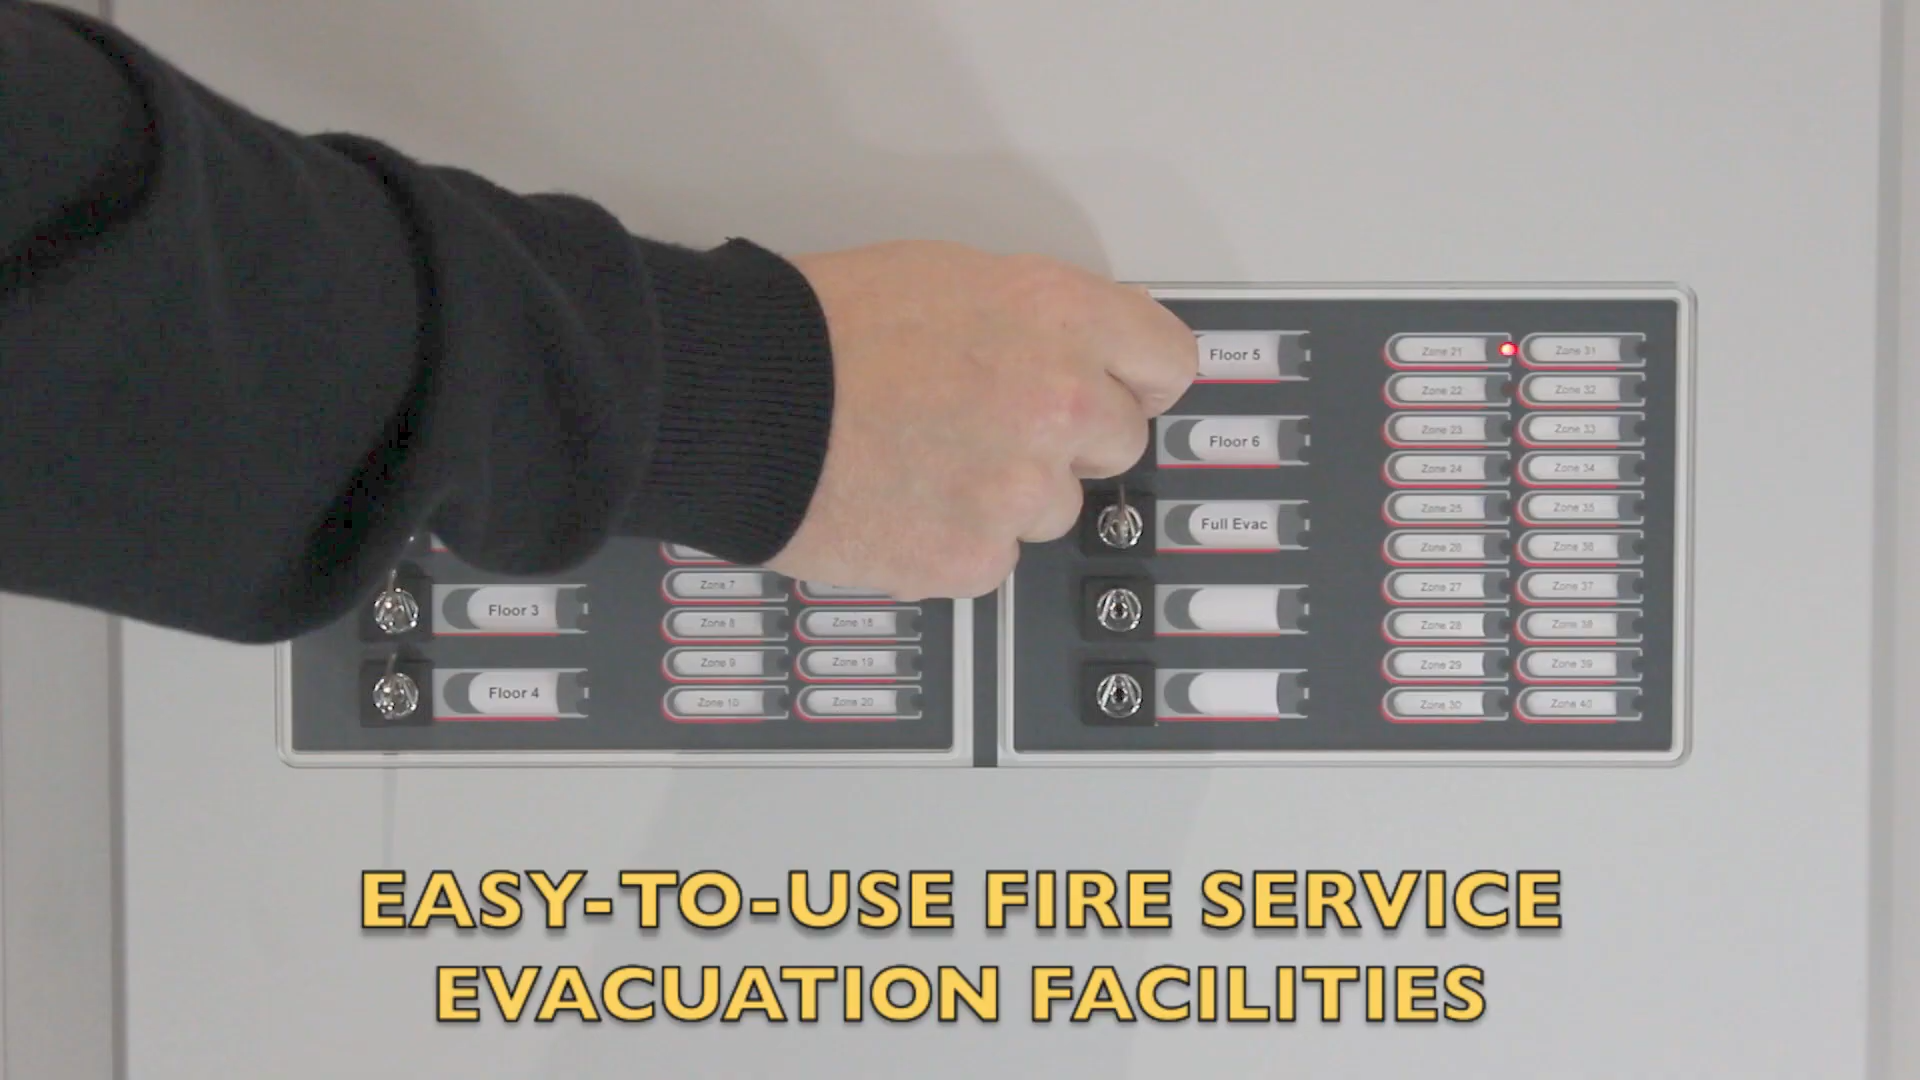 Floor 5
Floor 6
Full Evac
Floor 3
Floor 4
Zone 7
Zone 8
Zone 9
Zone 10
Zone 18
Zone 19
Zone 20
Zone 21
Zone 22
Zone 23
Zone 24
Zone 25
Zone 26
Zone 27
Zone 28
Zone 29
Zone 30
Zone 31
Zone 32
Zone 33
Zone 34
Zone 35
Zone 36
Zone 37
Zone 38
Zone 39
Zone 40
EASY-TO-USE FIRE SERVICE
EVACUATION FACILITIES